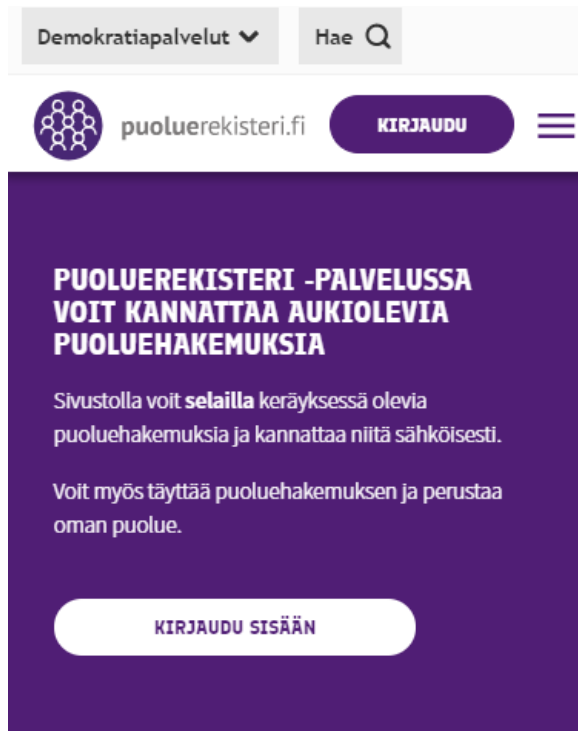 Demokratiapalvelut
Hae
puoluerekisteri.fi
KIRJAUDU
PUOLUEREKISTERI -PALVELUSSA
VOIT KANNATTAA AUKIOLEVIA
PUOLUEHAKEMUKSIA
Sivustolla voit selailla keräyksessä olevia
puoluehakemuksia ja kannattaa niitä sähköisesti.
Voit myös täyttää puoluehakemuksen ja perustaa
oman puolue.
KIRJAUDU SISÄÄN